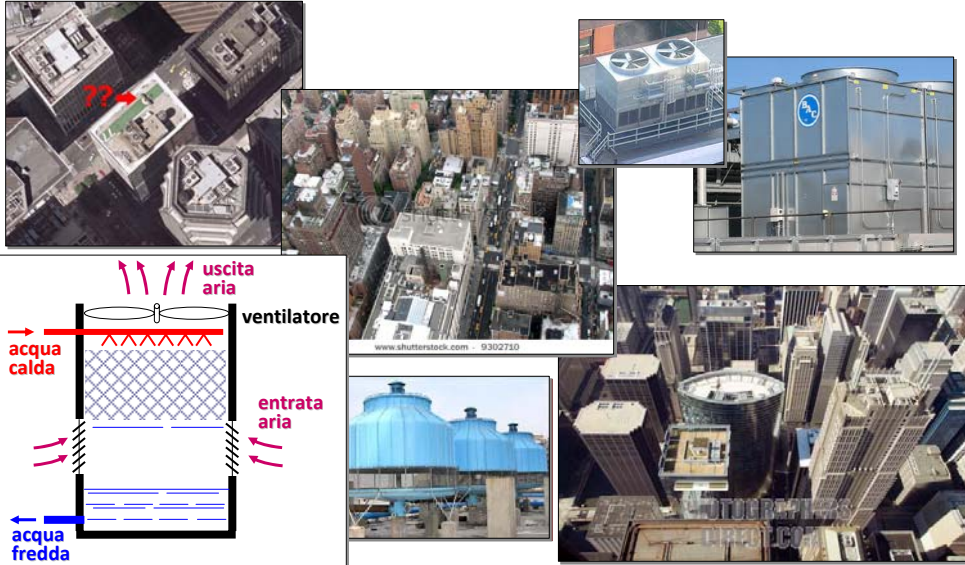 ??
BAC
www.shutterstock.com · 9302710
uscita
aria
ventilatore
acqua
calda
entrata
aria
acqua
fredda